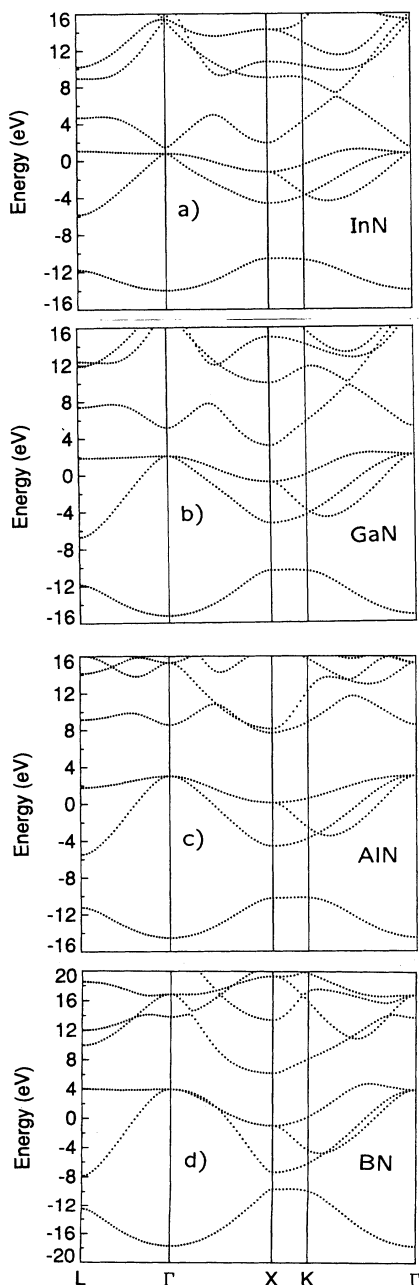 16
12
8
4
0
-4
-8
-12
-16
Energy (eV)
a)
InN
16
12
8
4
0
-4
-8
-12
-16
Energy (eV)
b)
GaN
16
12
8
4
0
-4
-8
-12
-16
Energy (eV)
c)
AlN
20
16
12
8
4
0
-4
-8
-12
-16
-20
Energy (eV)
d)
BN
L Γ X K Γ